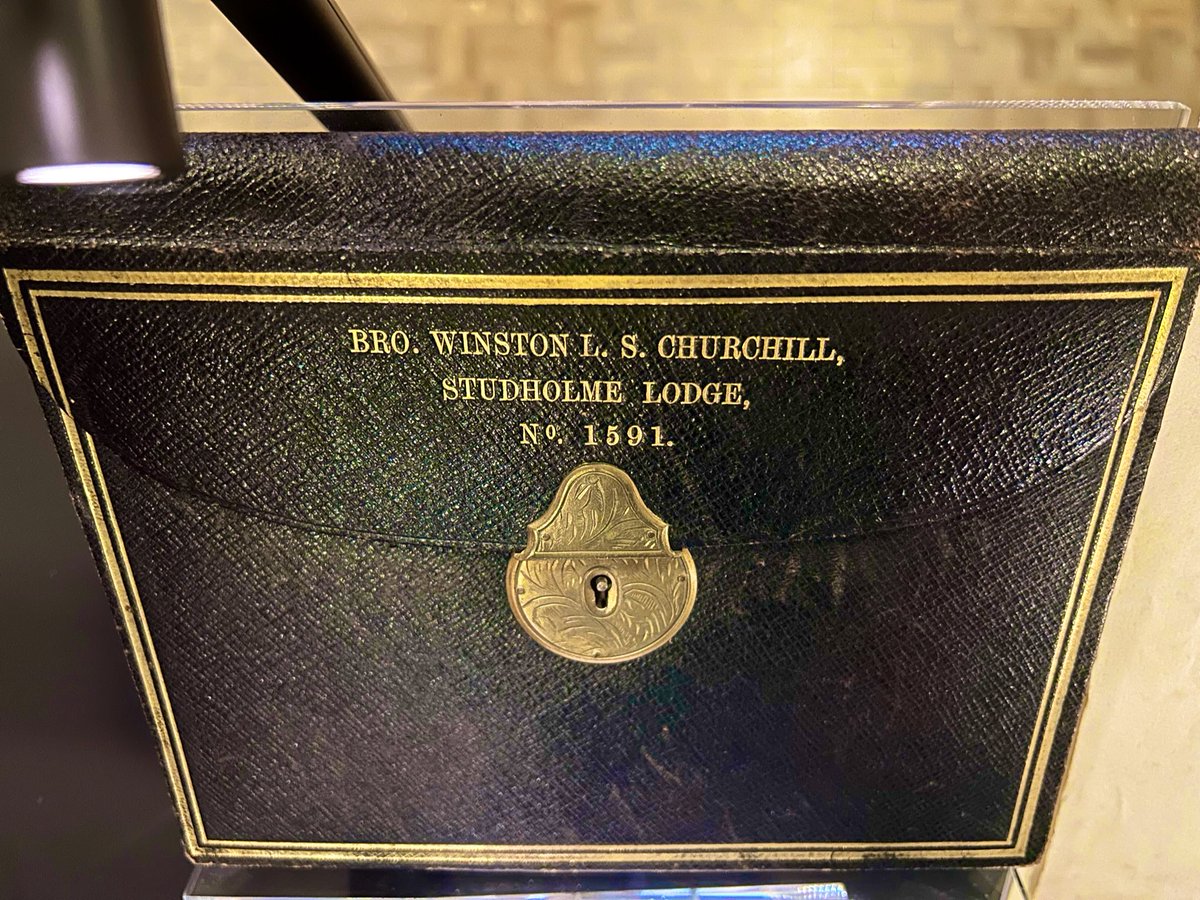 BRO. WINSTON L. S. CHURCHILL,
STUDHOLME LODGE,
Nº. 1591.